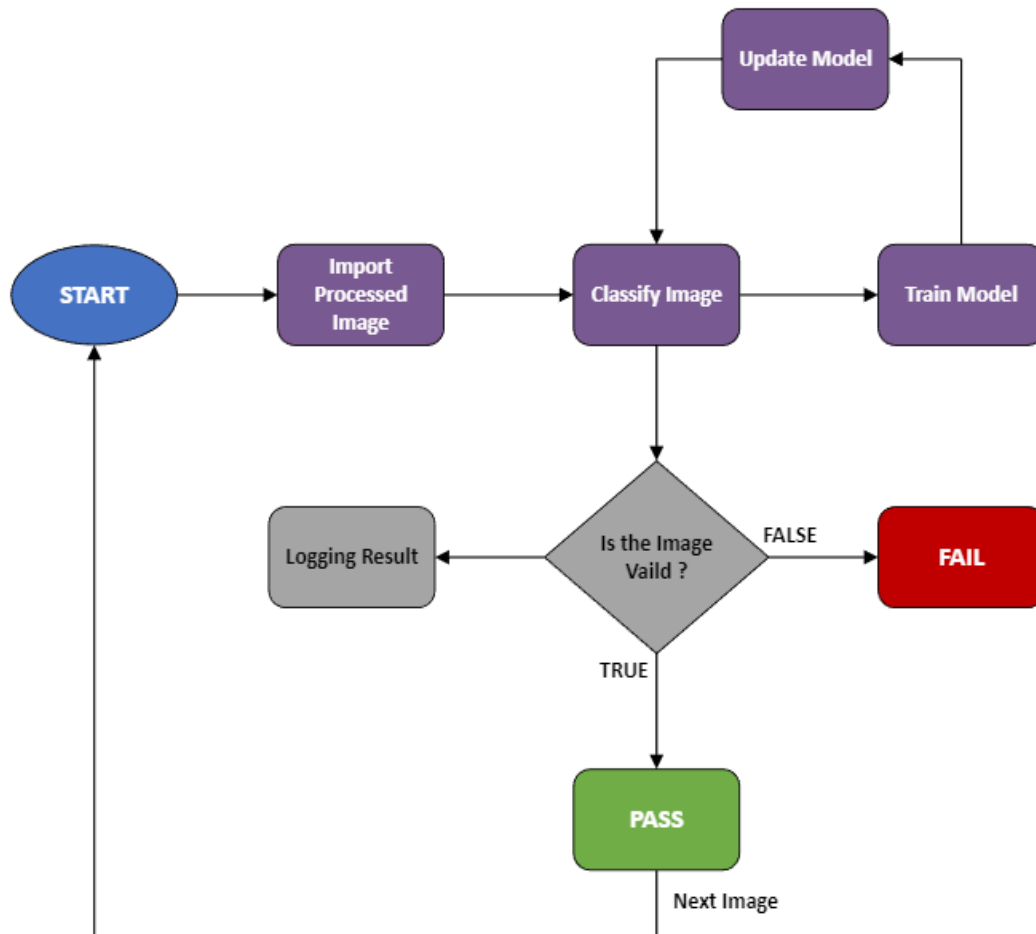 Update Model
START
Import
Processed
Image
Classify Image
Train Model
Logging Result
Is the Image
Vaild ?
FALSE
FAIL
TRUE
PASS
Next Image